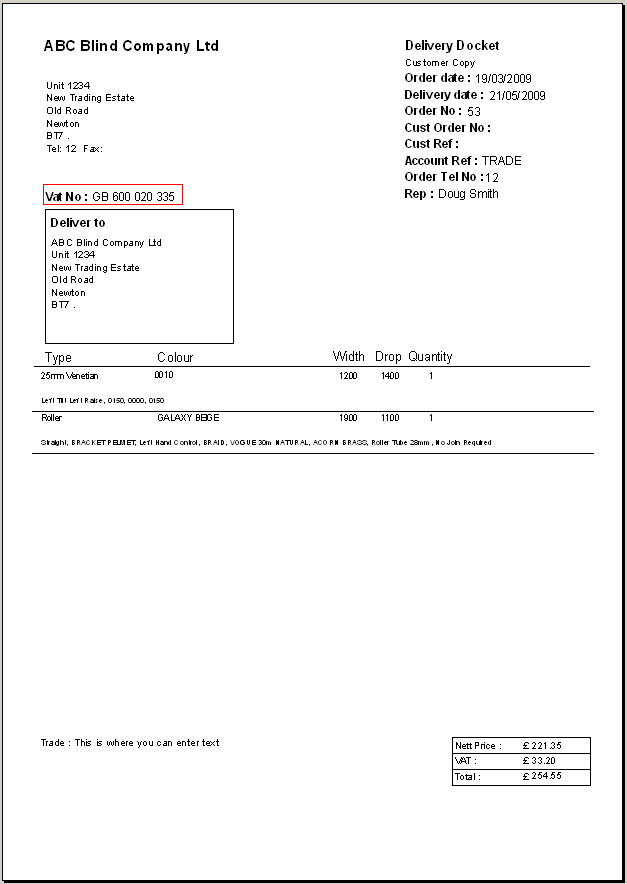 ABC Blind Company Ltd
Unit 1234
New Trading Estate
Old Road
Newton
BT7 .
Tel: 12 Fax:
Delivery Docket
Customer Copy
Order date : 19/03/2009
Delivery date : 21/05/2009
Order No : 53
Cust Order No :
Cust Ref :
Account Ref : TRADE
Order Tel No : 12
Rep : Doug Smith
Vat No : GB 600 020 335
Deliver to
ABC Blind Company Ltd
Unit 1234
New Trading Estate
Old Road
Newton
BT7 .
Type Colour Width Drop Quantity
25mm Venetian 0010 1200 1400 1
Left Tilt Left Raise, 0150, 0000, 0150
Roller GALAXY BEIGE 1900 1100 1
Straight, BRACKET PELMET, Left Hand Control, BRAID, VOGUE 30m NATURAL, ACORN BRASS, Roller Tube 28mm , No Join Required
Trade : This is where you can enter text
Nett Price : £ 221.35
VAT : £ 33.20
Total : £ 254.55